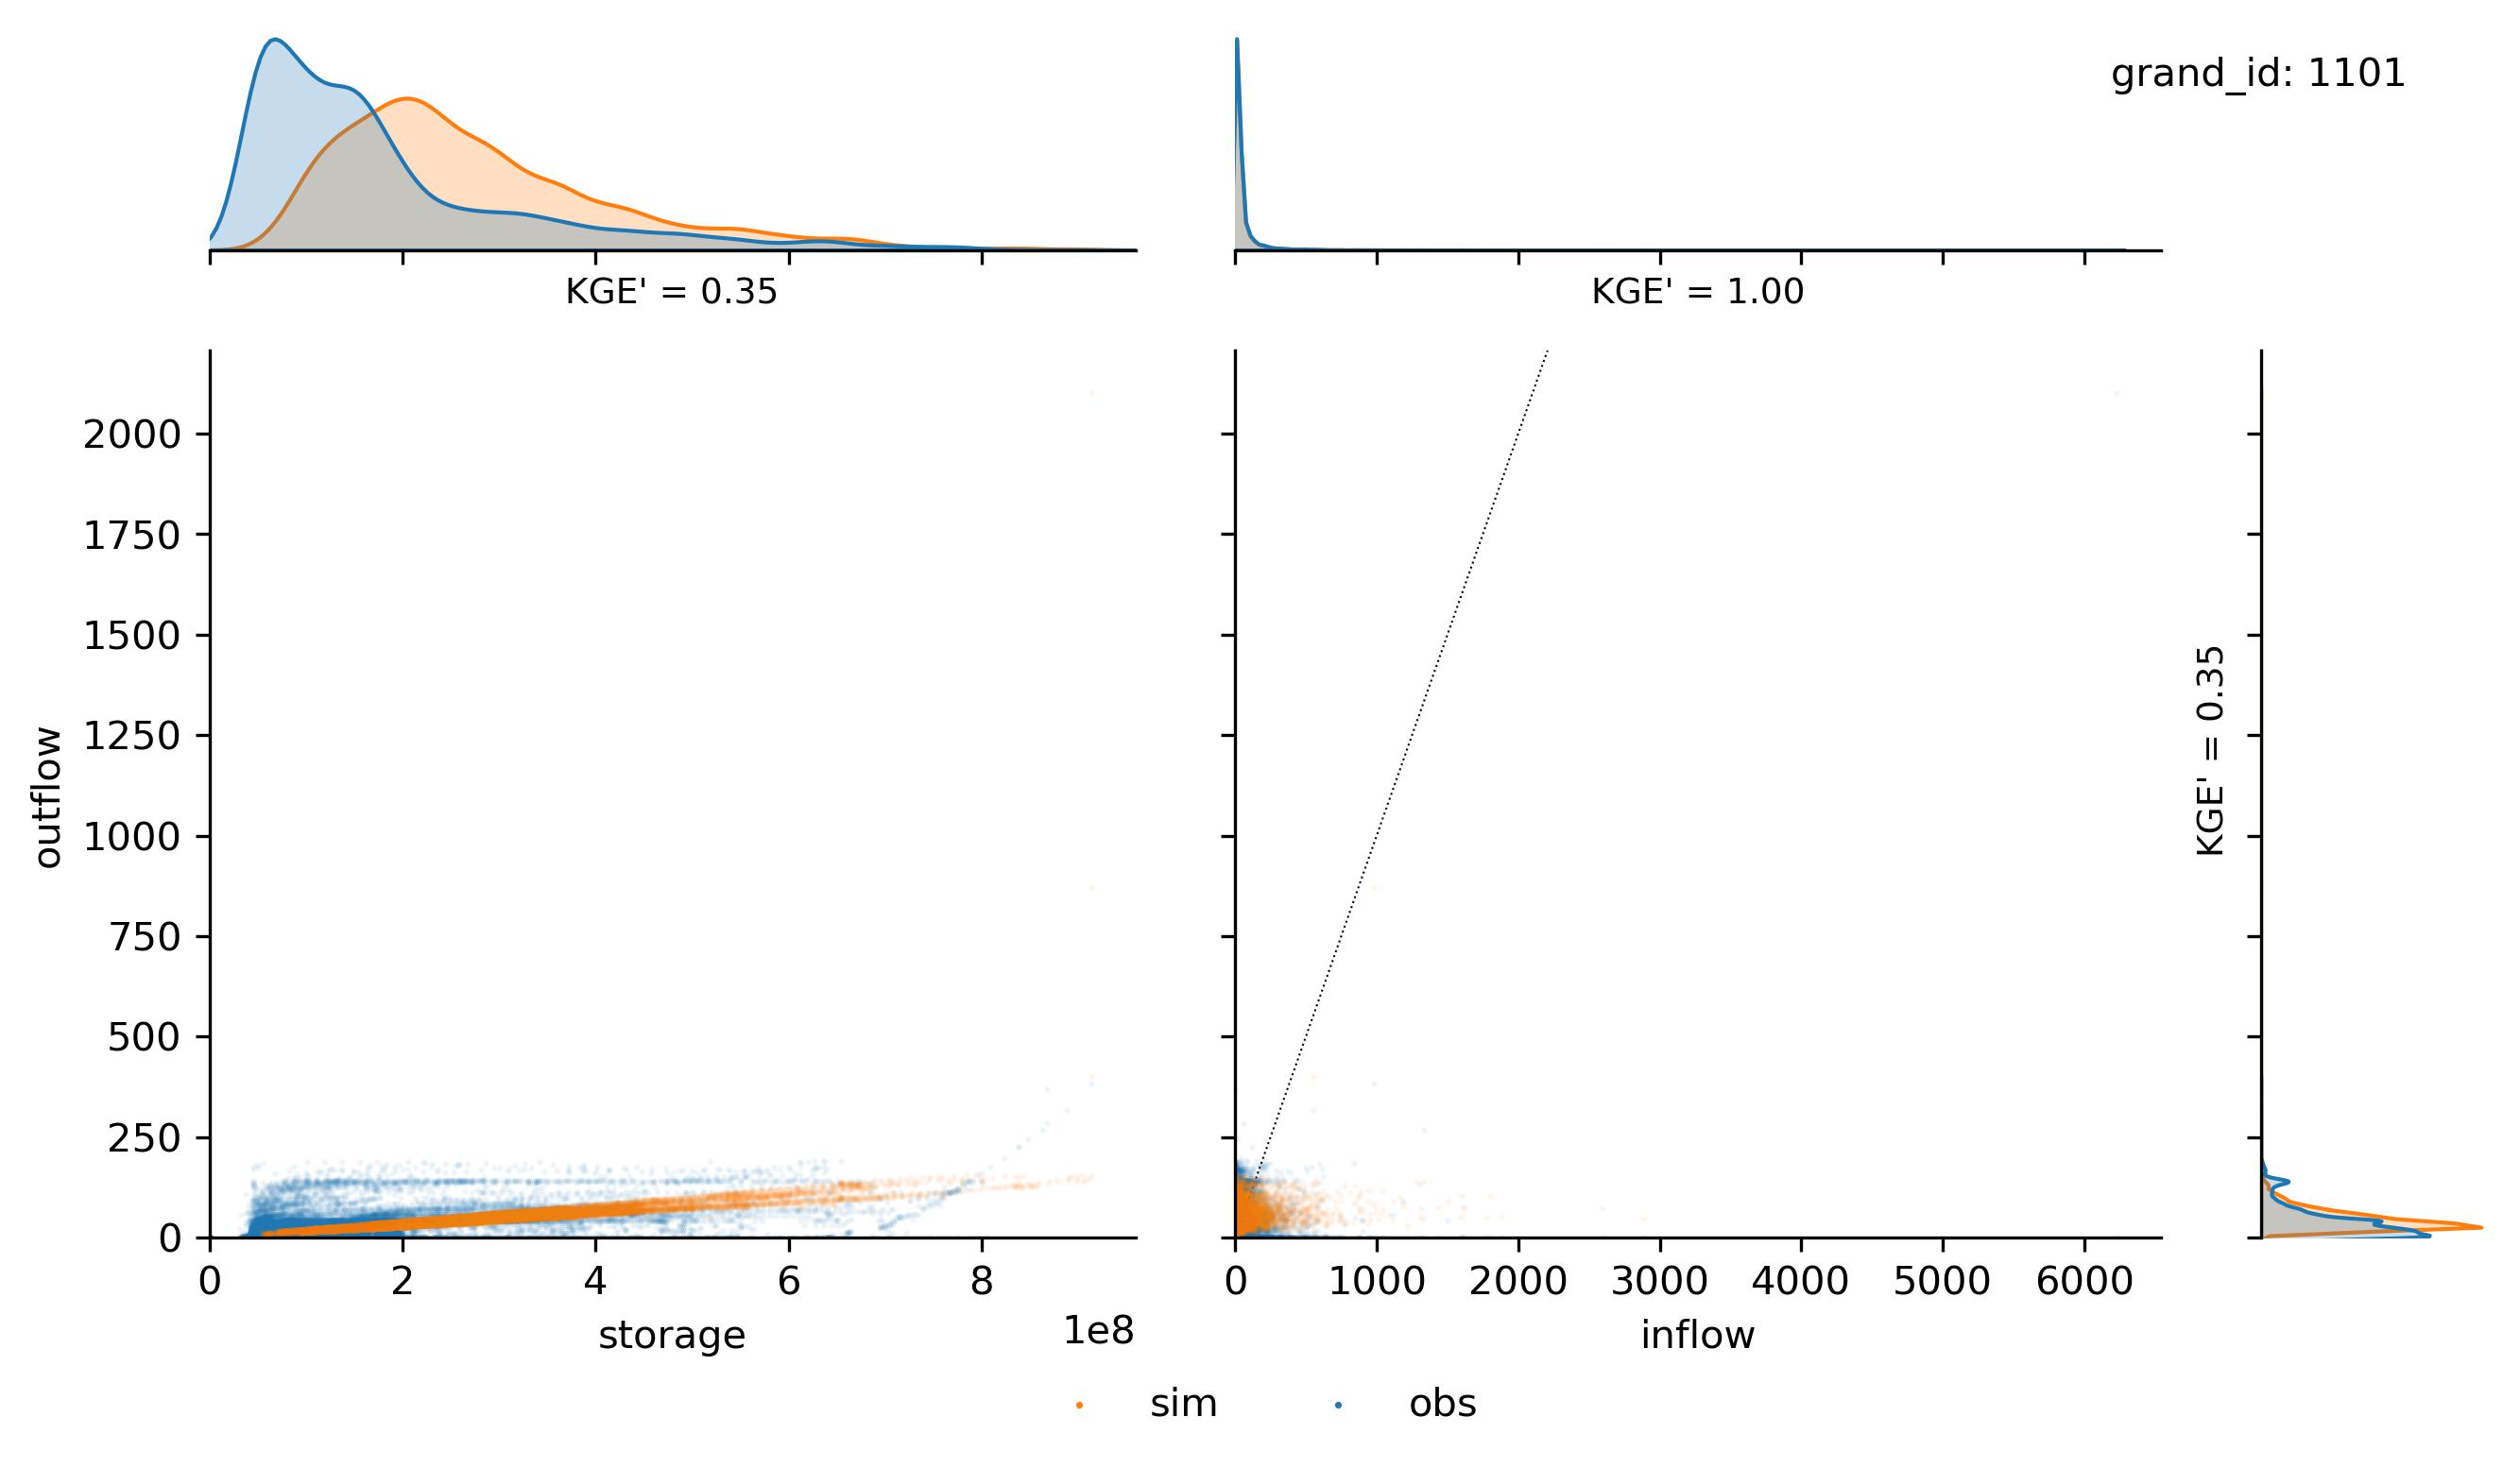 grand_id: 1101
KGE' = 0.35
KGE' = 1.00
outflow
2000
1750
1500
1250
1000
750
500
250
0
KGE' = 0.35
0 2 4 6 8
1e8
storage
0 1000 2000 3000 4000 5000 6000
inflow
sim obs